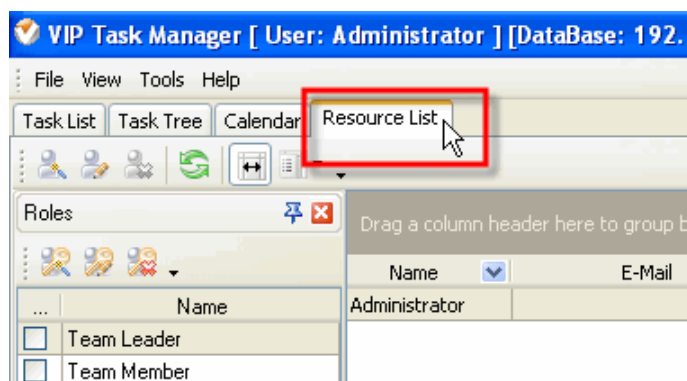 VIP Task Manager [ User: Administrator ] [DataBase: 192.
File View Tools Help
Task List Task Tree Calendar Resource List
Roles
Drag a column header here to group b
Name E-Mail
... Name
Administrator
Team Leader
Team Member